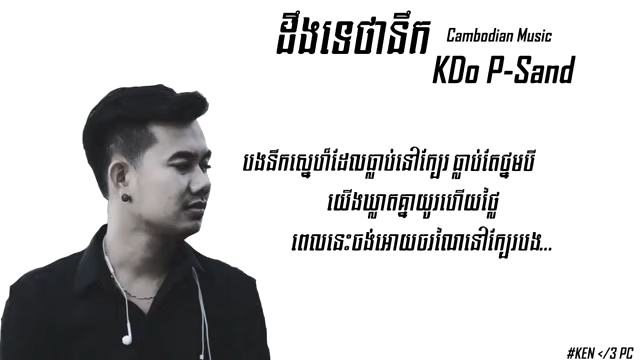 ដឹងទេថានឹក
Cambodian Music
KDo P-Sand
បងនឹកស្នេហ៍ដែលធ្លាប់នៅក្បែរ ធ្លាប់តែថ្នមបី
យើងឃ្លាតគ្នាយូរហើយថ្លៃ
ពេលនេះចង់អោយចរណៃនៅក្បែរបង...
#KEN </3 PC